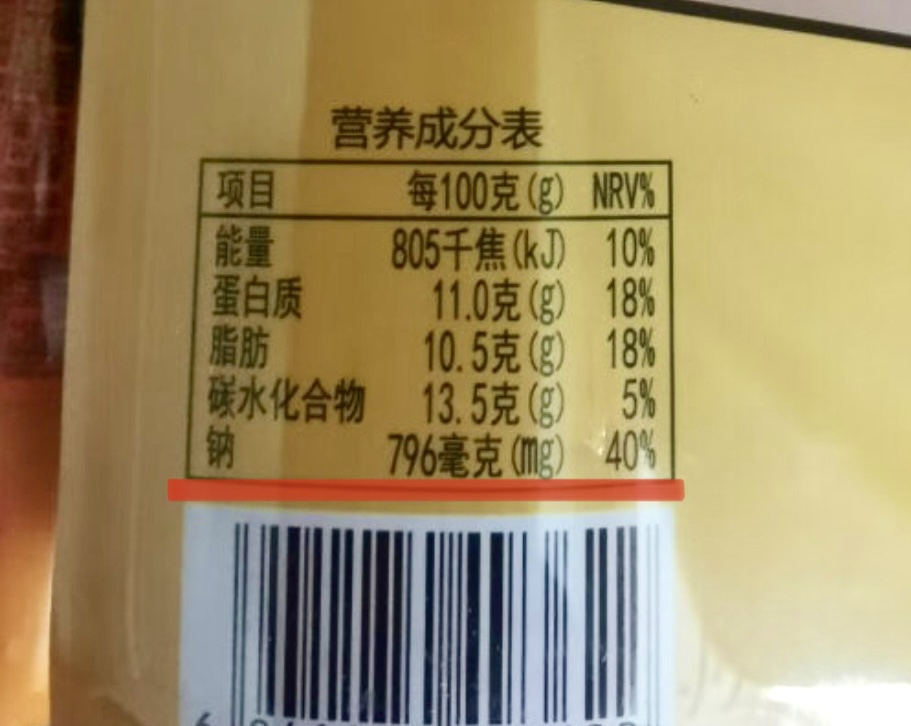 营养成分表
项目 每100克(g) NRV%
能量 805千焦(kJ) 10%
蛋白质 11.0克(g) 18%
脂肪 10.5克(g) 18%
碳水化合物 13.5克(g) 5%
钠 796毫克(mg) 40%